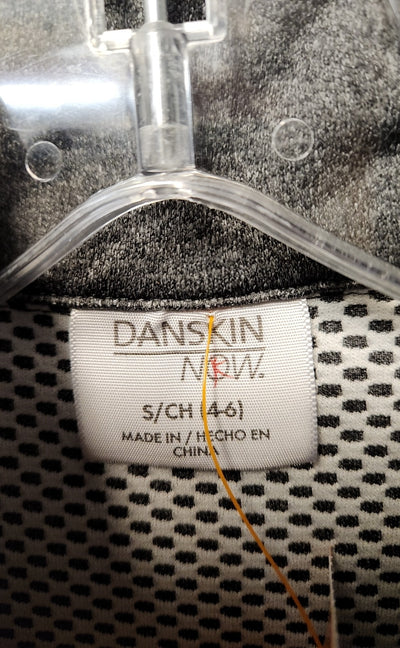 DANSKIN
NOW.
S/CH (4-6)
MADE IN / HECHO EN
CHINA